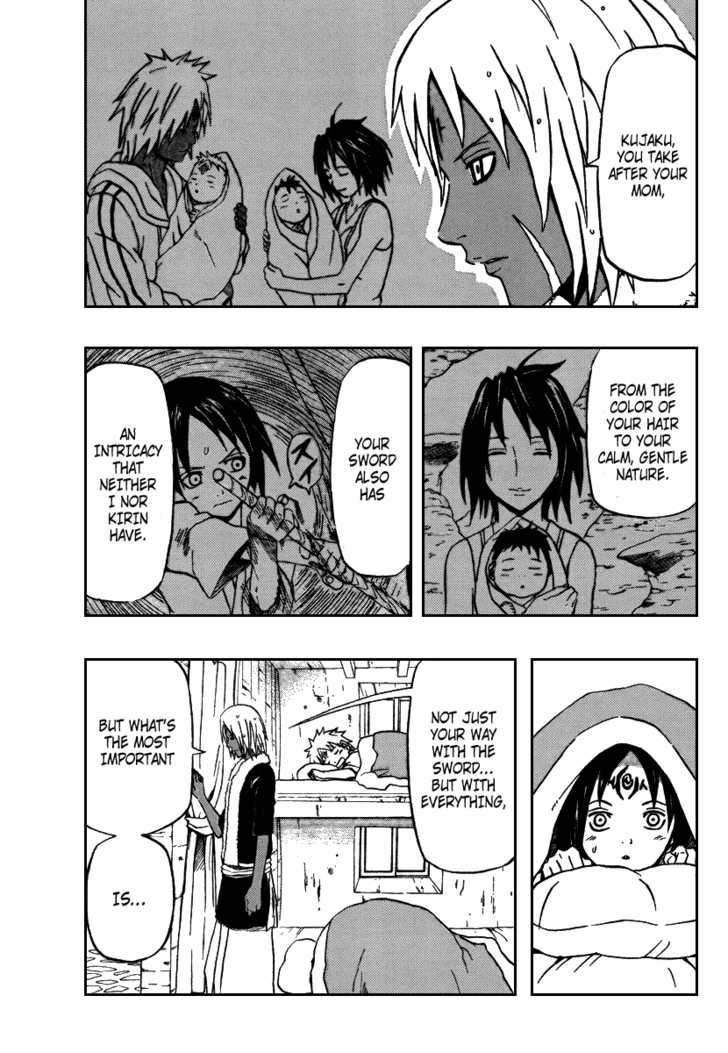 KUJAKU,
YOU TAKE
AFTER YOUR
MOM,
FROM THE
COLOR OF
YOUR HAIR
TO YOUR
CALM, GENTLE
NATURE.
YOUR
SWORD
ALSO
HAS
AN
INTRICACY
THAT
NEITHER
I NOR
KIRIN
HAVE.
NOT JUST
YOUR WAY
WITH THE
SWORD...
BUT WITH
EVERYTHING,
BUT WHAT'S
THE MOST
IMPORTANT
IS...